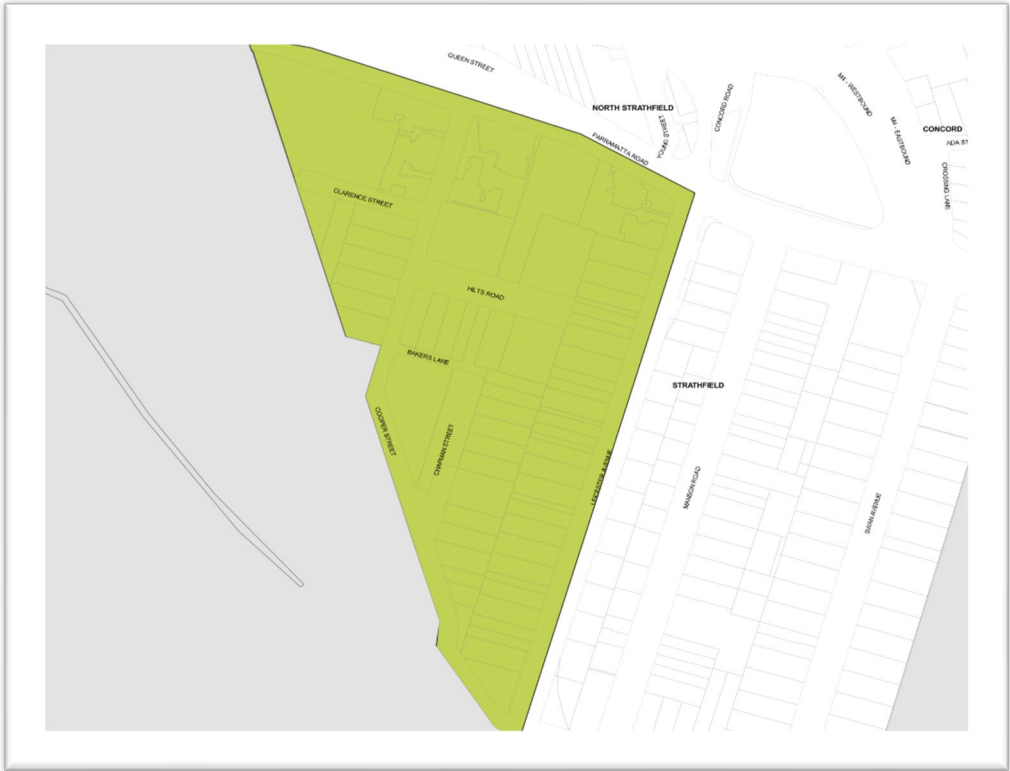 QUEEN STREET
NORTH STRATHFIELD
YOUNG STREET
CONCORD ROAD
M4 - WESTBOUND
M4 - EASTBOUND
CONCORD
ADA ST
CROSSING LANE
PARRAMATTA ROAD
CLARENCE STREET
HILTS ROAD
BAKERS LANE
STRATHFIELD
COOPER STREET
CHAPMAN STREET
LEICESTER AVENUE
MANSON ROAD
SWAN AVENUE